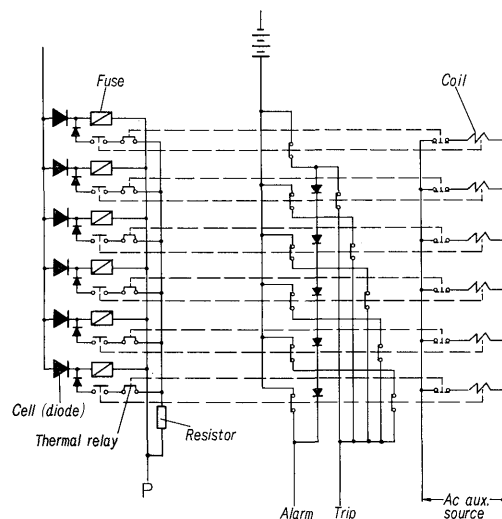 Fuse
Coil
Cell (diode)
Thermal relay
Resistor
P
Alarm
Trip
Ac aux.
source